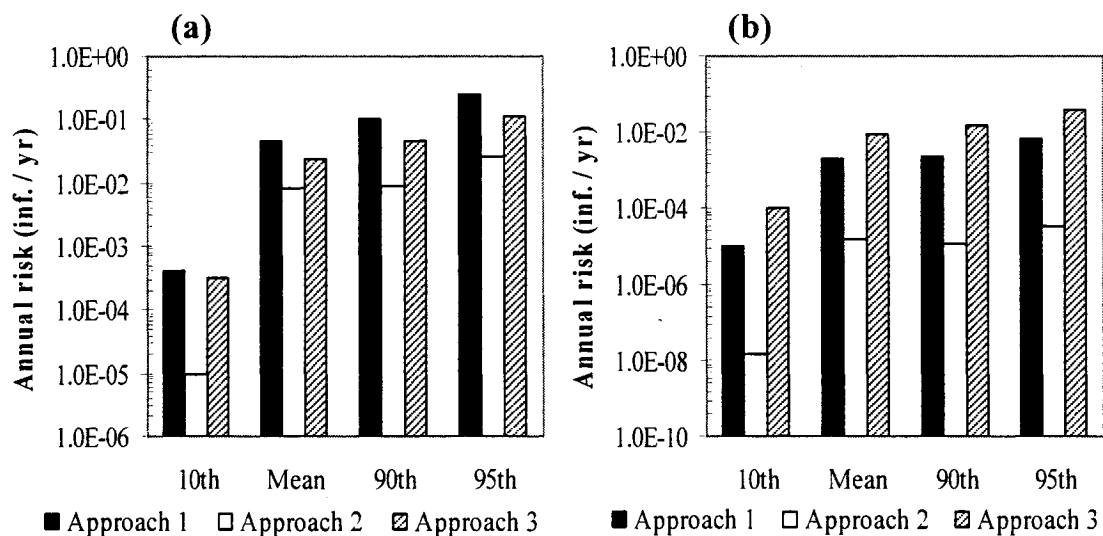 (a)
Annual risk (inf. / yr)
1.0E+00
1.0E-01
1.0E-02
1.0E-03
1.0E-04
1.0E-05
1.0E-06
10th Mean 90th 95th
Approach 1 Approach 2 Approach 3
(b)
Annual risk (inf. / yr)
1.0E+00
1.0E-02
1.0E-04
1.0E-06
1.0E-08
1.0E-10
10th Mean 90th 95th
Approach 1 Approach 2 Approach 3